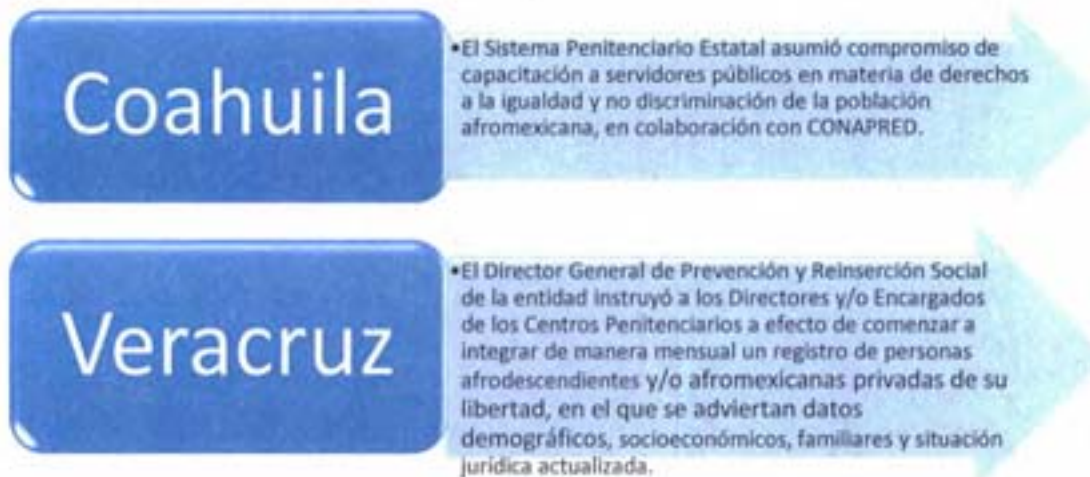 Coahuila
•El Sistema Penitenciario Estatal asumió compromiso de
capacitación a servidores públicos en materia de derechos
a la igualdad y no discriminación de la población
afromexicana, en colaboración con CONAPRED.
Veracruz
•El Director General de Prevención y Reinserción Social
de la entidad instruyó a los Directores y/o Encargados
de los Centros Penitenciarios a efecto de comenzar a
integrar de manera mensual un registro de personas
afrodescendientes y/o afromexicanas privadas de su
libertad, en el que se adviertan datos
demográficos, socioeconómicos, familiares y situación
jurídica actualizada.